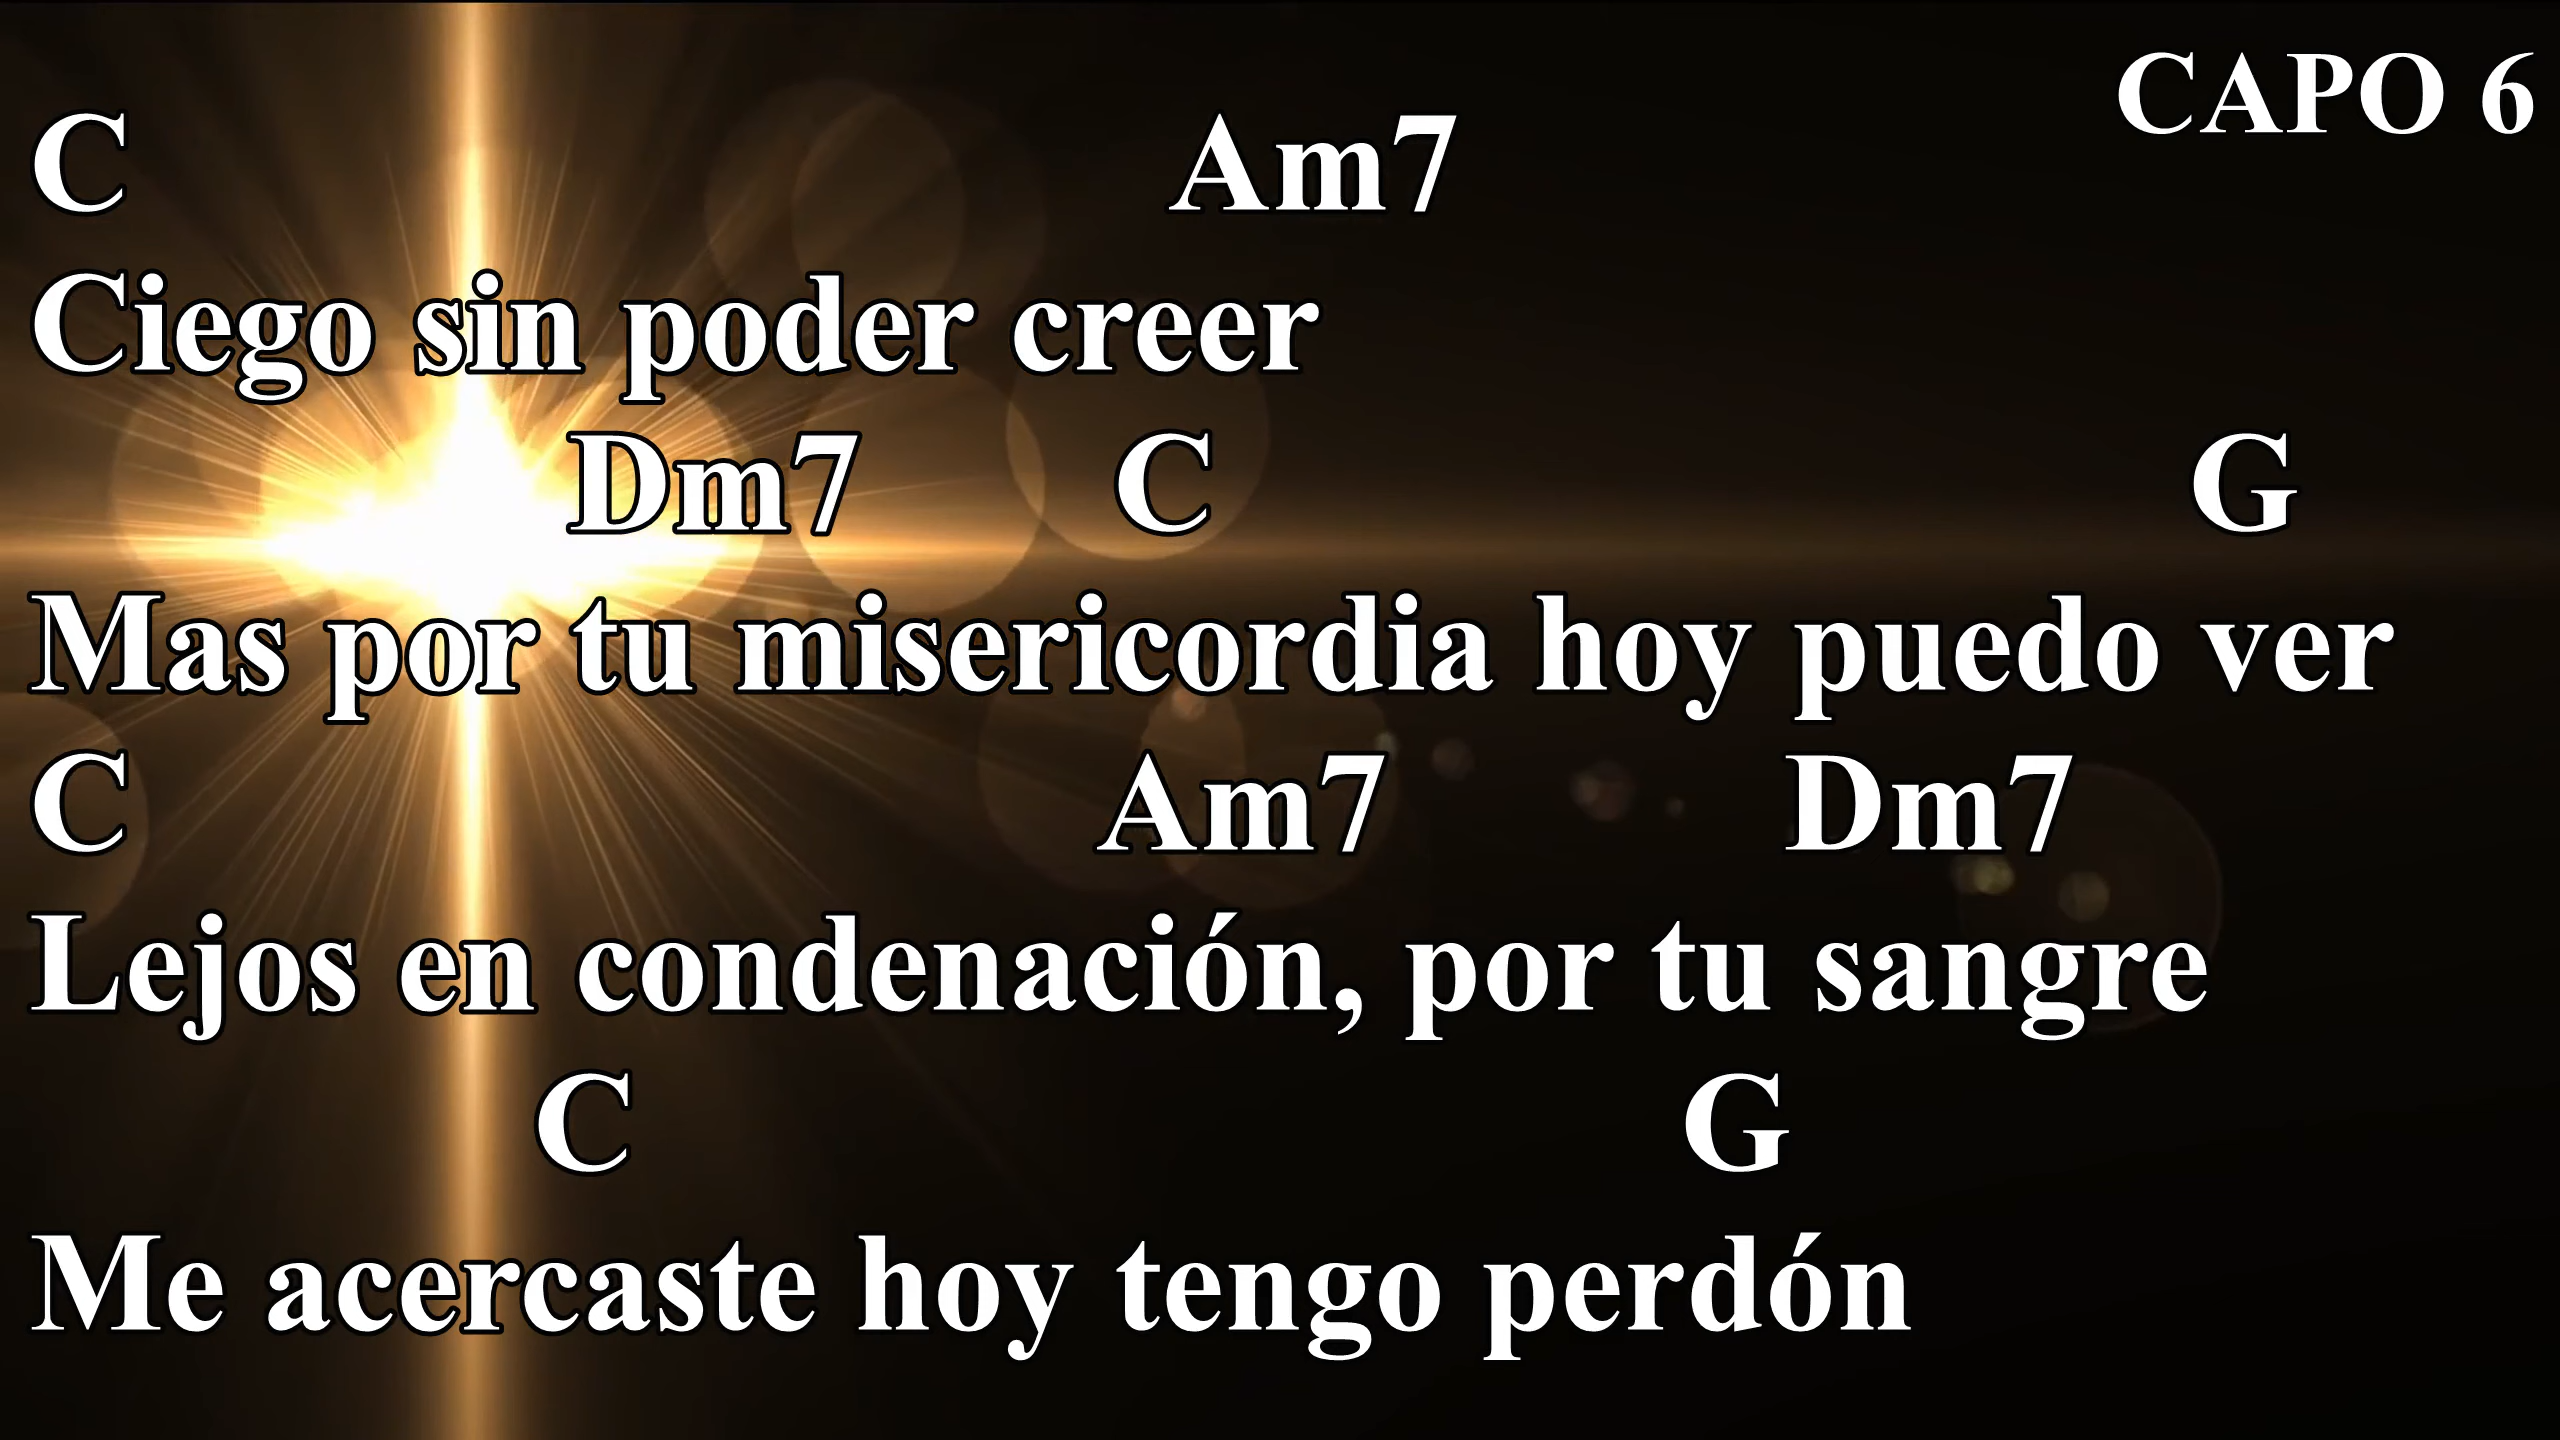 CAPO 6
C Am7
Ciego sin poder creer
Dm7 C G
Mas por tu misericordia hoy puedo ver
C Am7 Dm7
Lejos en condenación, por tu sangre
C G
Me acercaste hoy tengo perdón